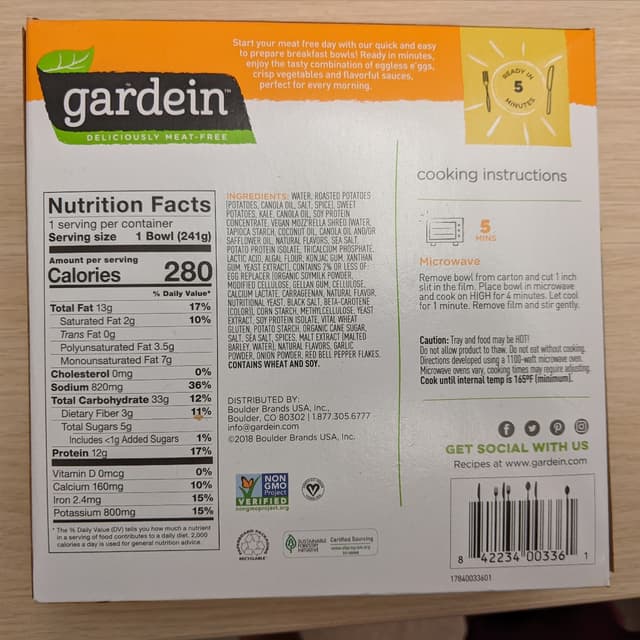 gardein™
DELICIOUSLY MEAT-FREE
Start your meat free day with our quick and easy
to prepare breakfast bowls! Ready in minutes,
enjoy the tasty combination of eggless e'ggs,
crisp vegetables and flavorful sauces,
perfect for every morning.
READY IN
5
MINUTES
Nutrition Facts
1 serving per container
Serving size 1 Bowl (241g)
Amount per serving
Calories 280
% Daily Value*
Total Fat 13g 17%
Saturated Fat 2g 10%
Trans Fat 0g
Polyunsaturated Fat 3.5g
Monounsaturated Fat 7g
Cholesterol 0mg 0%
Sodium 820mg 36%
Total Carbohydrate 33g 12%
Dietary Fiber 3g 11%
Total Sugars 5g
Includes <1g Added Sugars 1%
Protein 12g 17%
Vitamin D 0mcg 0%
Calcium 160mg 10%
Iron 2.4mg 15%
Potassium 800mg 15%
* The % Daily Value (DV) tells you how much a nutrient
in a serving of food contributes to a daily diet. 2,000
calories a day is used for general nutrition advice.
INGREDIENTS: WATER, ROASTED POTATOES
(POTATOES, CANOLA OIL, SALT, SPICE), SWEET
POTATOES, KALE, CANOLA OIL, SOY PROTEIN
CONCENTRATE, VEGAN MOZZRELLA SHRED (WATER,
TAPIOCA STARCH, COCONUT OIL, CANOLA OIL AND/OR
SAFFLOWER OIL, NATURAL FLAVORS, SEA SALT,
POTATO PROTEIN ISOLATE, TRICALCIUM PHOSPHATE,
LACTIC ACID, ALGAL FLOUR, KONJAC GUM, XANTHAN
GUM, YEAST EXTRACT), CONTAINS 2% OR LESS OF:
EGG REPLACER (ORGANIC SOYMILK POWDER,
MODIFIED CELLULOSE, GELLAN GUM, CELLULOSE,
CALCIUM LACTATE, CARRAGEENAN, NATURAL FLAVOR,
NUTRITIONAL YEAST, BLACK SALT, BETA-CAROTENE
(COLOR)), CORN STARCH, METHYLCELLULOSE, YEAST
EXTRACT, SOY PROTEIN ISOLATE, VITAL WHEAT
GLUTEN, POTATO STARCH, ORGANIC CANE SUGAR,
SALT, SEA SALT, SPICES, MALT EXTRACT (MALTED
BARLEY, WATER), NATURAL FLAVORS, GARLIC
POWDER, ONION POWDER, RED BELL PEPPER FLAKES.
CONTAINS WHEAT AND SOY.
DISTRIBUTED BY:
Boulder Brands USA, Inc.,
Boulder, CO 80302 | 1.877.305.6777
info@gardein.com
©2018 Boulder Brands USA, Inc.
NON
GMO
Project
VERIFIED
nongmoproject.org
RECYCLABLE
SUSTAINABLE
FORESTRY
INITIATIVE
Certified Sourcing
www.sfiprogram.org
cooking instructions
5
MINS
Microwave
Remove bowl from carton and cut 1 inch
slit in the film. Place bowl in microwave
and cook on HIGH for 4 minutes. Let cool
for 1 minute. Remove film and stir gently.
Caution: Tray and food may be HOT!
Do not allow product to thaw. Do not eat without cooking.
Directions developed using a 1100-watt microwave oven.
Microwave ovens vary, cooking times may require adjusting.
Cook until internal temp is 165ºF (minimum).
GET SOCIAL WITH US
Recipes at www.gardein.com
8 42234 00336 1
17840033601